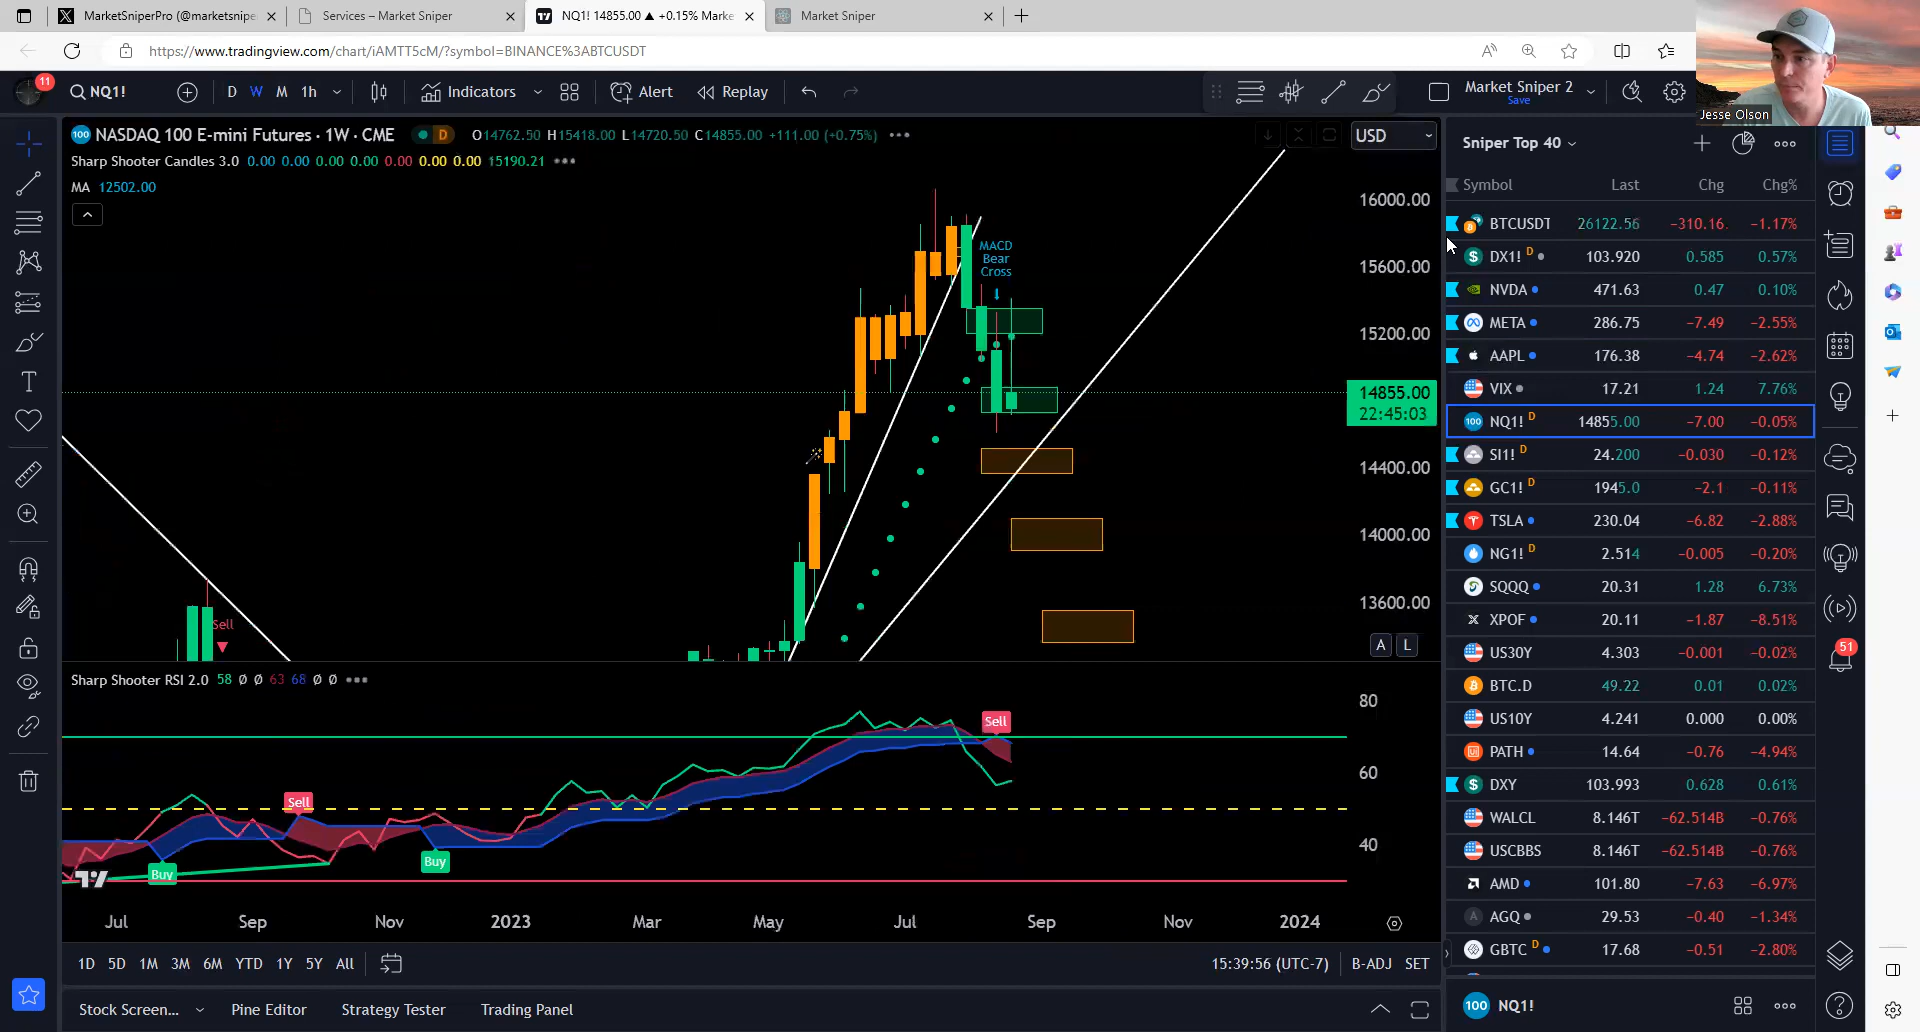 MarketSniperPro (@marketsnipe
Services – Market Sniper
NQ1! 14855.00 ▲ +0.15% Marke
Market Sniper
https://www.tradingview.com/chart/iAMTT5cM/?symbol=BINANCE%3ABTCUSDT
11
NQ1!
D W M 1h
Indicators
Alert
Replay
Market Sniper 2
Save
Jesse Olson
NASDAQ 100 E-mini Futures · 1W · CME
D
O14762.50 H15418.00 L14720.50 C14855.00 +111.00 (+0.75%)
USD
Sharp Shooter Candles 3.0 0.00 0.00 0.00 0.00 0.00 0.00 0.00 15190.21
MA 12502.00
MACD
Bear
Cross
Sell
16000.00
15600.00
15200.00
14855.00
22:45:03
14400.00
14000.00
13600.00
A L
Sharp Shooter RSI 2.0 58 Ø Ø 63 68 Ø Ø
Sell
Sell
Buy
Buy
80
60
40
Jul Sep Nov 2023 Mar May Jul Sep Nov 2024
1D 5D 1M 3M 6M YTD 1Y 5Y All
15:39:56 (UTC-7) B-ADJ SET
Stock Screen... Pine Editor Strategy Tester Trading Panel
Sniper Top 40
Symbol Last Chg Chg%
BTCUSDT 26122.56 −310.16 −1.17%
DX1! D 103.920 0.585 0.57%
NVDA 471.63 0.47 0.10%
META 286.75 −7.49 −2.55%
AAPL 176.38 −4.74 −2.62%
VIX 17.21 1.24 7.76%
NQ1! D 14855.00 −7.00 −0.05%
SI1! D 24.200 −0.030 −0.12%
GC1! D 1945.0 −2.1 −0.11%
TSLA 230.04 −6.82 −2.88%
NG1! D 2.514 −0.005 −0.20%
SQQQ 20.31 1.28 6.73%
XPOF 20.11 −1.87 −8.51%
US30Y 4.303 −0.001 −0.02%
BTC.D 49.22 0.01 0.02%
US10Y 4.241 0.000 0.00%
PATH 14.64 −0.76 −4.94%
DXY 103.993 0.628 0.61%
WALCL 8.146T −62.514B −0.76%
USCBBS 8.146T −62.514B −0.76%
AMD 101.80 −7.63 −6.97%
AGQ 29.53 −0.40 −1.34%
GBTC D 17.68 −0.51 −2.80%
100 NQ1!
51